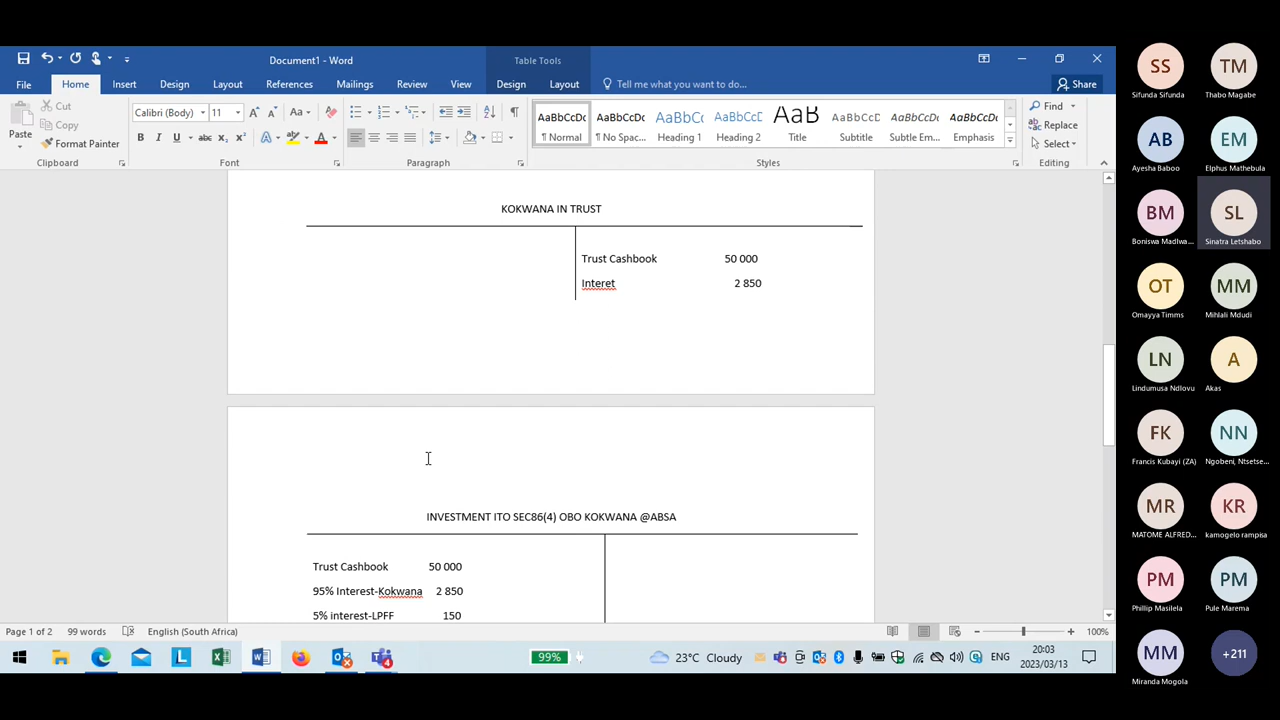 Document1 - Word
Table Tools
File
Home
Insert
Design
Layout
References
Mailings
Review
View
Design
Layout
Tell me what you want to do...
Share
Paste
Cut
Copy
Format Painter
Clipboard
Calibri (Body)
11
Font
Paragraph
AaBbCcDc
AaBbCcDc
AaBbCc
AaBbCcD
AaB
AaBbCcD
AaBbCcDc
AaBbCcDc
¶ Normal
¶ No Spac...
Heading 1
Heading 2
Title
Subtitle
Subtle Em...
Emphasis
Styles
Find
Replace
Select
Editing
KOKWANA IN TRUST
Trust Cashbook 50 000
Interet 2 850
INVESTMENT ITO SEC86(4) OBO KOKWANA @ABSA
Trust Cashbook 50 000
95% Interest-Kokwana 2 850
5% interest-LPFF 150
Page 1 of 2
99 words
English (South Africa)
100%
99%
23°C Cloudy
ENG
20:03
2023/03/13
SS
Sifunda Sifunda
TM
Thabo Magabe
AB
Ayesha Baboo
EM
Elphus Mathebula
BM
Boniswa Madlwa...
SL
Sinatra Letshabo
OT
Omayya Timms
MM
Mihlali Mdudi
LN
Lindumusa Ndlovu
A
Akas
FK
Francis Kubayi (ZA)
NN
Ngobeni, Ntsetse...
MR
MATOME ALFRED...
KR
kamogelo rampisa
PM
Phillip Masilela
PM
Pule Marema
MM
Miranda Mogola
+211